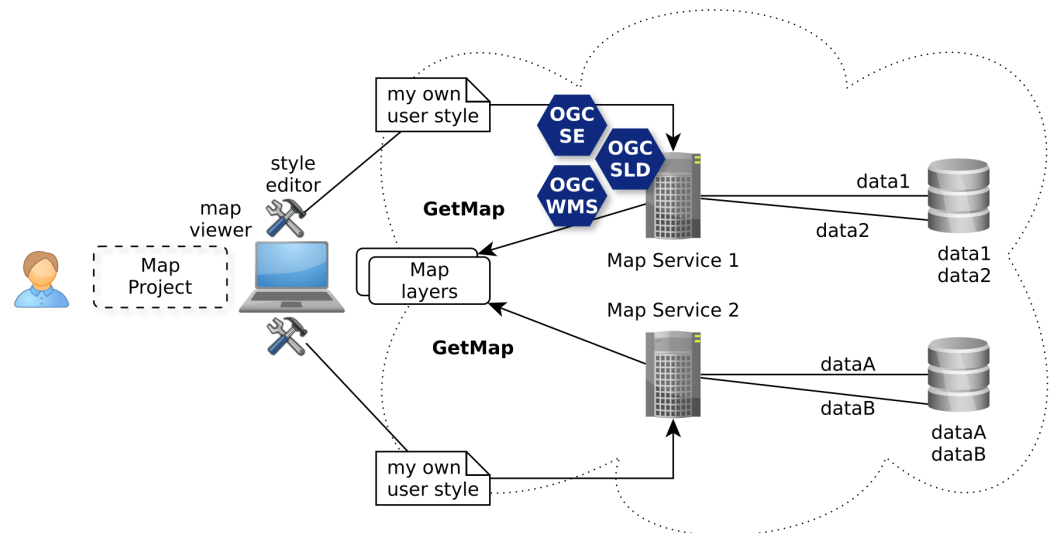 my own
user style
OGC
SE
OGC
SLD
OGC
WMS
style
editor
map
viewer
GetMap
data1
data2
data1
data2
Map Service 1
Map
Project
Map
layers
Map Service 2
GetMap
dataA
dataB
dataA
dataB
my own
user style